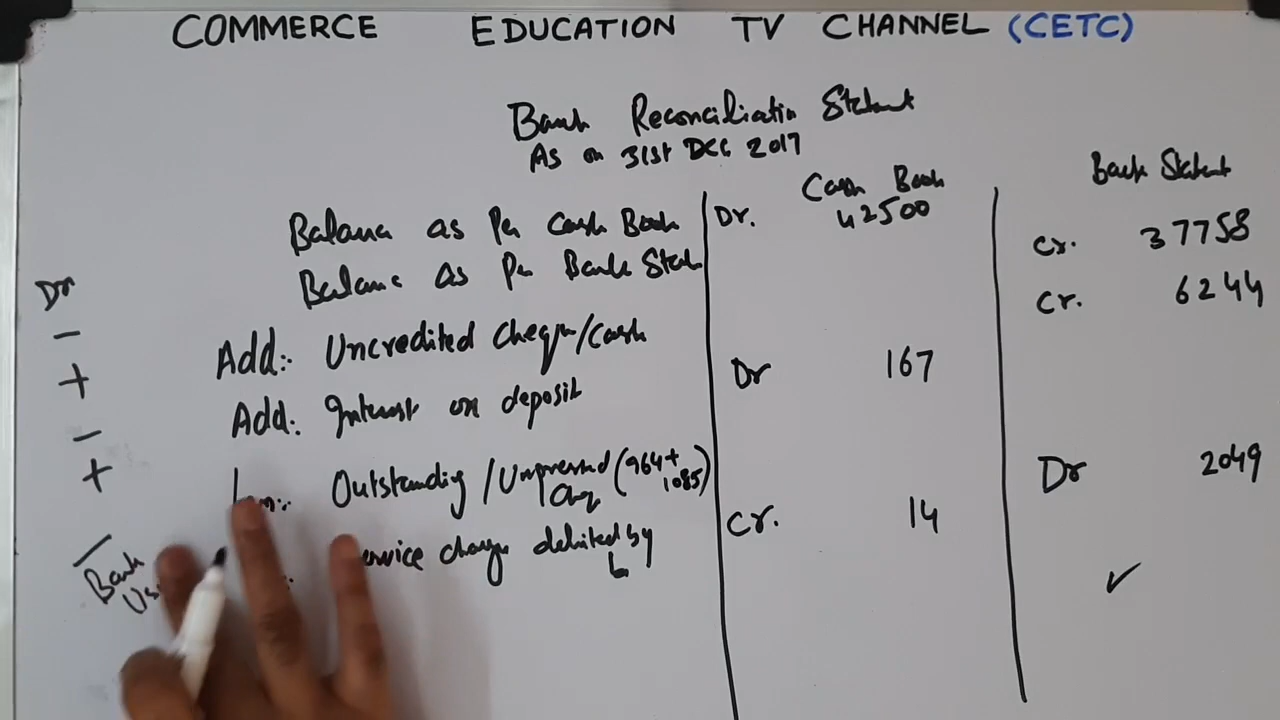 COMMERCE EDUCATION TV CHANNEL (CETC)
Bank Reconciliation Statement
As on 31st DEC 2017
Cash Book Bank Statement
Balance as Per Cash Book Dr. 42500 Cr. 37758
Balance as Per Bank Stat Cr. 6244
Dr
−
Add:. Uncredited Cheque/Cash Dr 167
+
Add:. Interest on deposit
−
+
Outstanding/Unpresented Chq (964+1085) Dr 2049
Service charge debited by b Cr. 14
−
Bank
✓